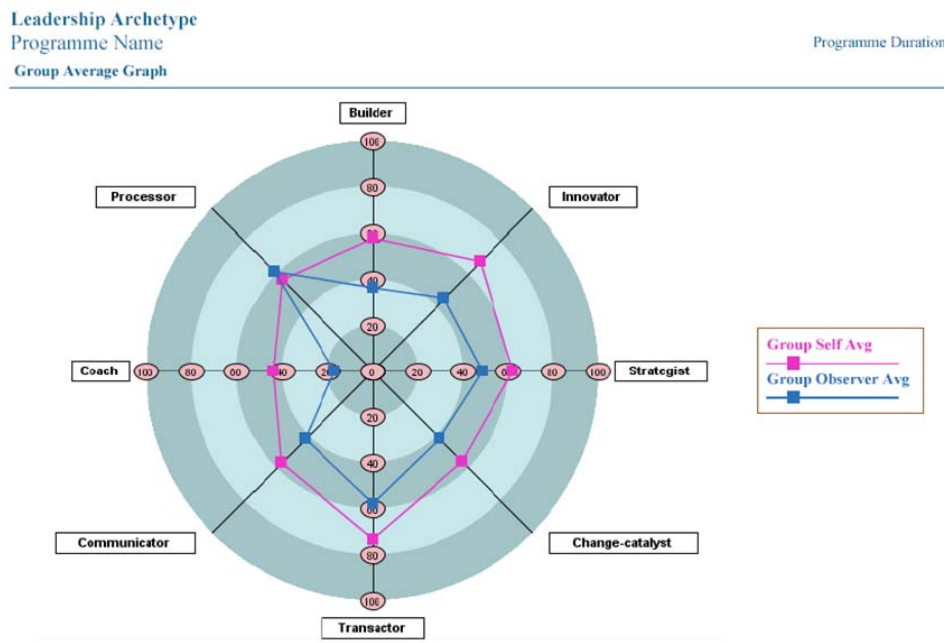 Leadership Archetype
Programme Name
Programme Duration
Group Average Graph
Builder
100
80
40
20
Processor
Innovator
Coach
100
80
60
40
0
20
40
80
100
Strategist
Group Self Avg
Group Observer Avg
20
40
60
80
100
Communicator
Change-catalyst
Transactor